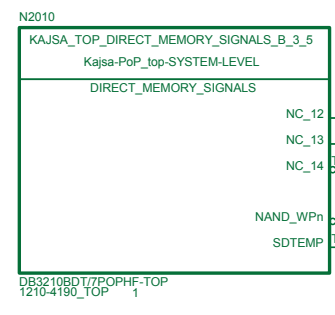 N2010
KAJSA_TOP_DIRECT_MEMORY_SIGNALS_B_3_5
Kajsa-PoP_top-SYSTEM-LEVEL
DIRECT_MEMORY_SIGNALS
NC_12
NC_13
NC_14
NAND_WPn
SDTEMP
DB3210BDT/7POPHF-TOP
1210-4190_TOP 1